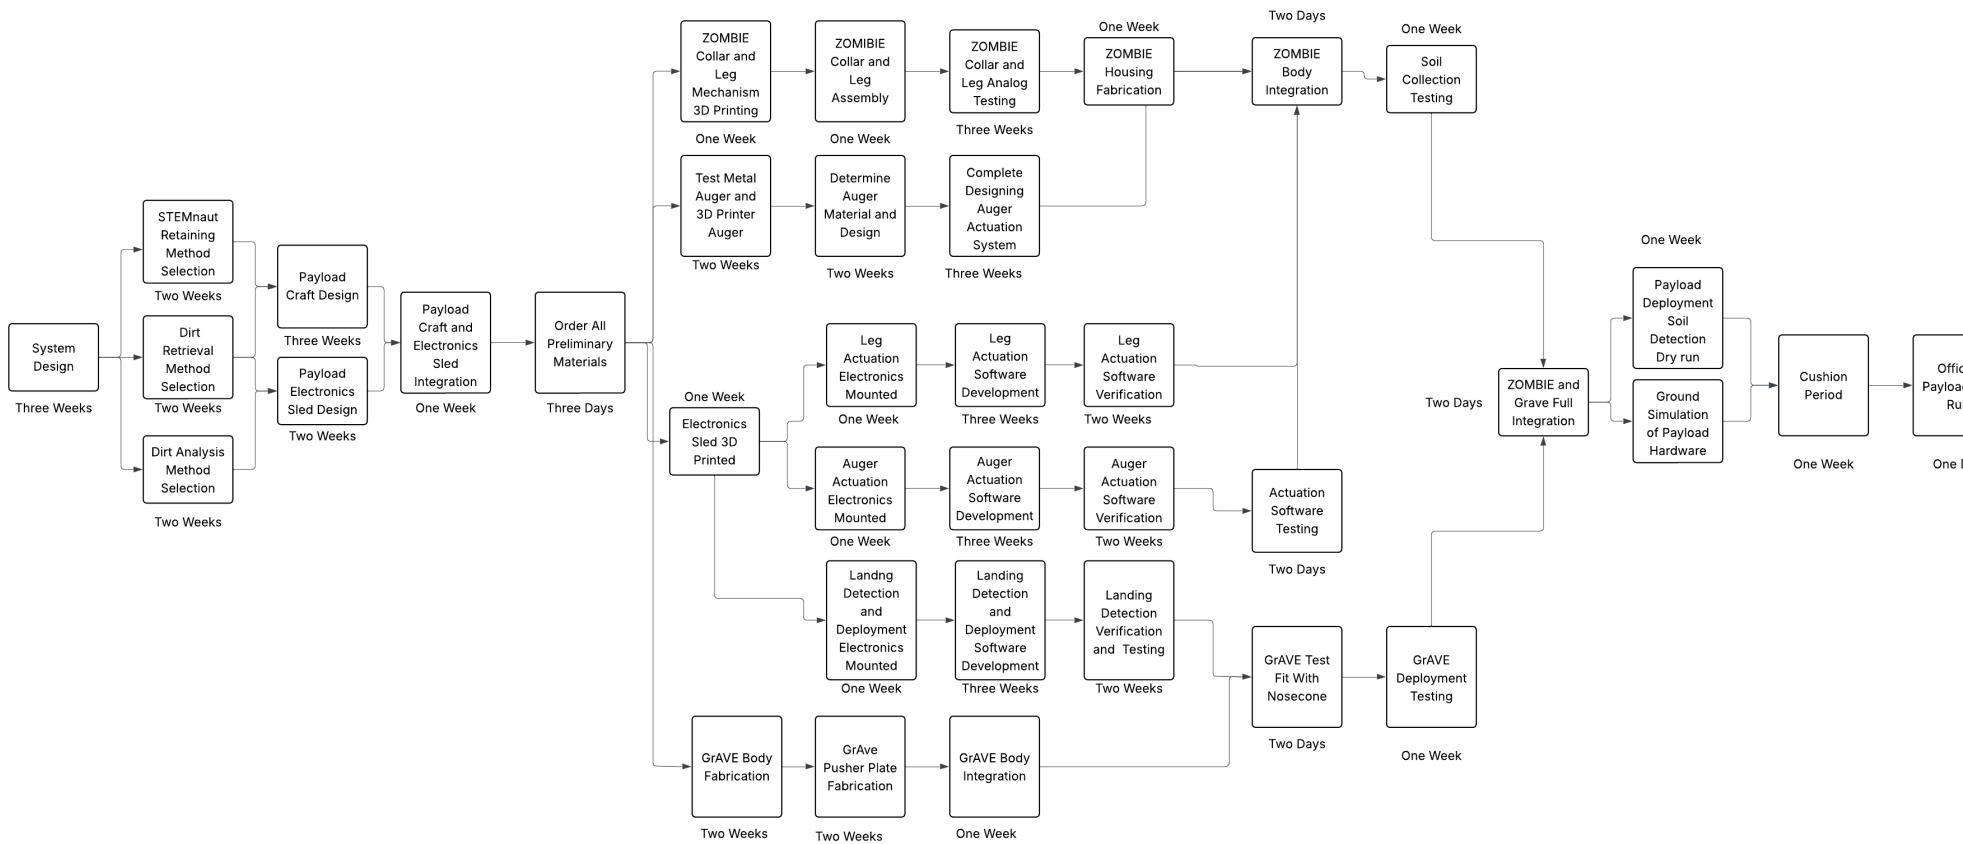 System
Design
Three Weeks
STEMnaut
Retaining
Method
Selection
Two Weeks
Dirt
Retrieval
Method
Selection
Two Weeks
Dirt Analysis
Method
Selection
Two Weeks
Payload
Craft Design
Three Weeks
Payload
Electronics
Sled Design
Two Weeks
Payload
Craft and
Electronics
Sled
Integration
One Week
Order All
Preliminary
Materials
Three Days
ZOMBIE
Collar and
Leg
Mechanism
3D Printing
One Week
ZOMIBIE
Collar and
Leg
Assembly
One Week
ZOMBIE
Collar and
Leg Analog
Testing
Three Weeks
One Week
ZOMBIE
Housing
Fabrication
Two Days
ZOMBIE
Body
Integration
One Week
Soil
Collection
Testing
Test Metal
Auger and
3D Printer
Auger
Two Weeks
Determine
Auger
Material and
Design
Two Weeks
Complete
Designing
Auger
Actuation
System
Three Weeks
One Week
Electronics
Sled 3D
Printed
Leg
Actuation
Electronics
Mounted
One Week
Leg
Actuation
Software
Development
Three Weeks
Leg
Actuation
Software
Verification
Two Weeks
Auger
Actuation
Electronics
Mounted
One Week
Auger
Actuation
Software
Development
Three Weeks
Auger
Actuation
Software
Verification
Two Weeks
Actuation
Software
Testing
Two Days
Landng
Detection
and
Deployment
Electronics
Mounted
One Week
Landing
Detection
and
Deployment
Software
Development
Three Weeks
Landing
Detection
Verification
and Testing
Two Weeks
GrAVE Test
Fit With
Nosecone
Two Days
GrAVE
Deployment
Testing
One Week
GrAVE Body
Fabrication
Two Weeks
GrAve
Pusher Plate
Fabrication
Two Weeks
GrAVE Body
Integration
One Week
Two Days
ZOMBIE and
Grave Full
Integration
One Week
Payload
Deployment
Soil
Detection
Dry run
Ground
Simulation
of Payload
Hardware
Cushion
Period
One Week
Payload
One